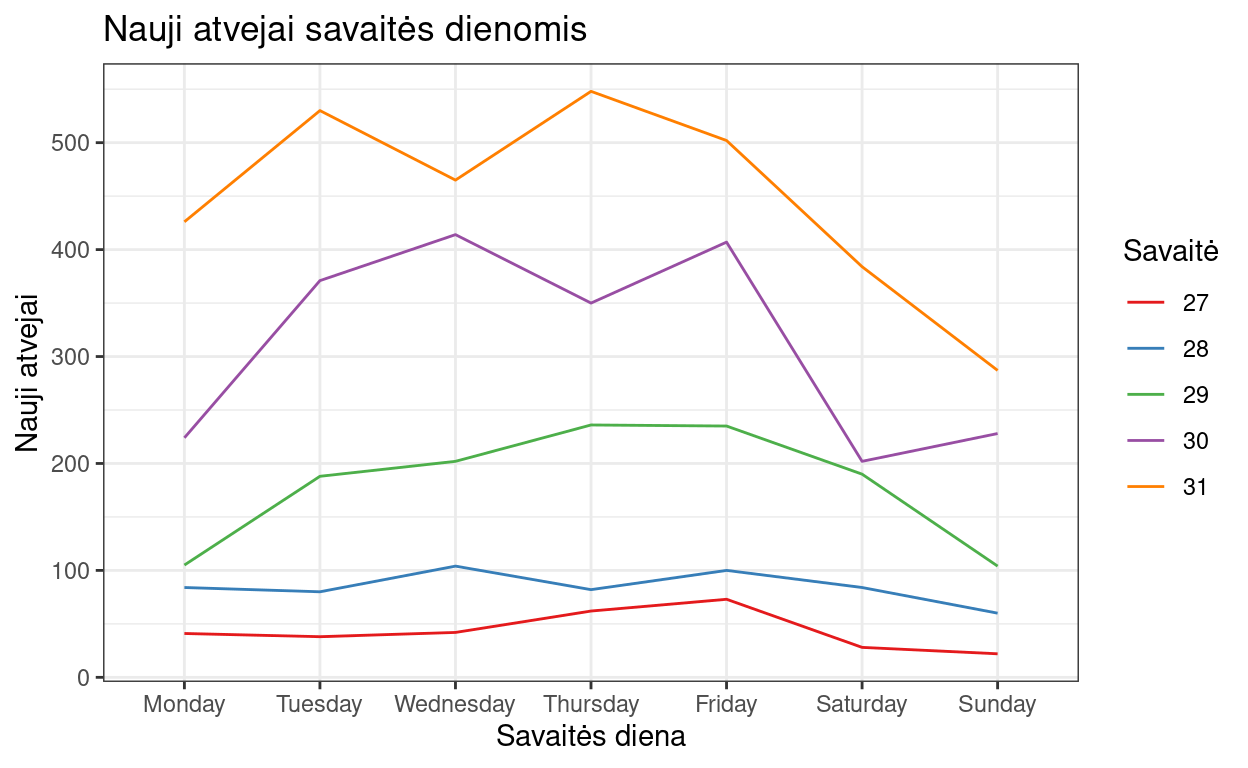 Nauji atvejai savaitės dienomis
Nauji atvejai
500
400
300
200
100
0
Monday Tuesday Wednesday Thursday Friday Saturday Sunday
Savaitės diena
Savaitė
27
28
29
30
31